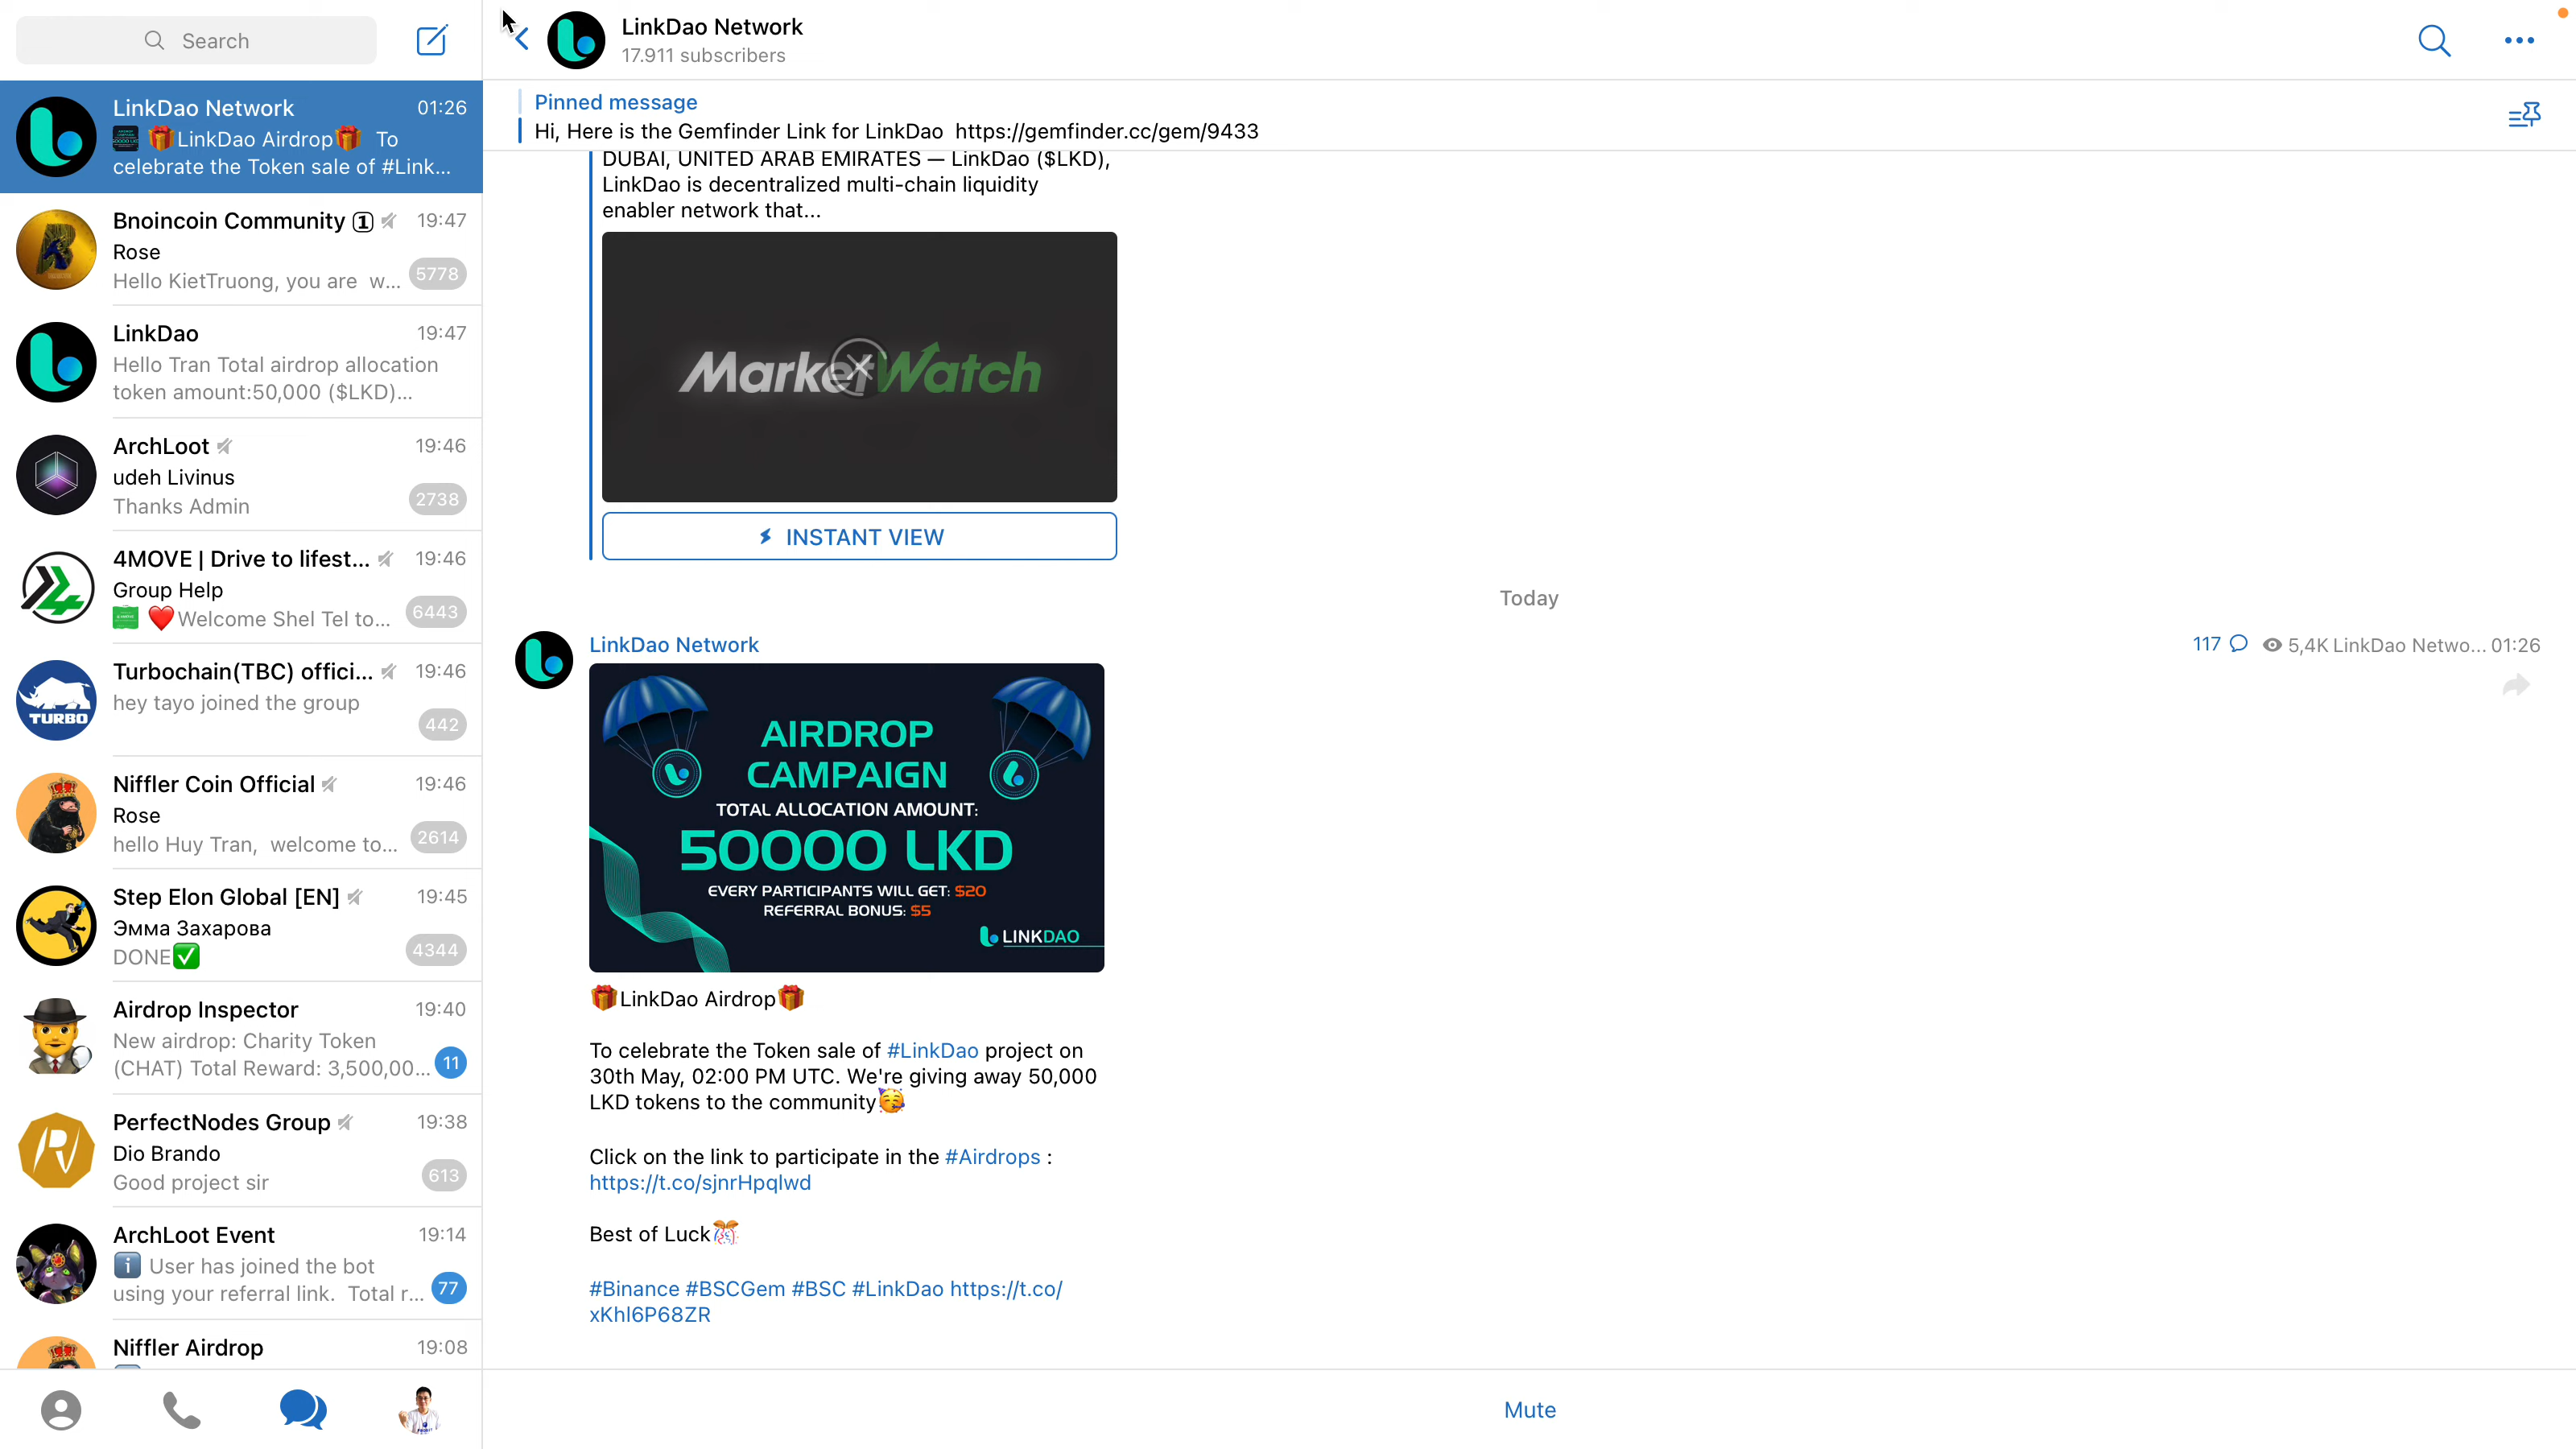 Search
LinkDao Network 01:26
🎁LinkDao Airdrop🎁 To
celebrate the Token sale of #Link...
Bnoincoin Community 1 19:47
Rose
Hello KietTruong, you are w... 5778
LinkDao 19:47
Hello Tran Total airdrop allocation
token amount:50,000 ($LKD)...
ArchLoot 19:46
udeh Livinus
Thanks Admin 2738
4MOVE | Drive to lifest... 19:46
Group Help
❤️Welcome Shel Tel to... 6443
Turbochain(TBC) offici... 19:46
hey tayo joined the group
442
TURBO
Niffler Coin Official 19:46
Rose
hello Huy Tran, welcome to... 2614
Step Elon Global [EN] 19:45
Эмма Захарова
DONE✅ 4344
Airdrop Inspector 19:40
New airdrop: Charity Token
(CHAT) Total Reward: 3,500,00... 11
PerfectNodes Group 19:38
Dio Brando
Good project sir 613
ArchLoot Event 19:14
ℹ️ User has joined the bot
using your referral link. Total r... 77
Niffler Airdrop 19:08
LinkDao Network
17.911 subscribers
Pinned message
Hi, Here is the Gemfinder Link for LinkDao https://gemfinder.cc/gem/9433
DUBAI, UNITED ARAB EMIRATES — LinkDao ($LKD),
LinkDao is decentralized multi-chain liquidity
enabler network that...
MarketWatch
INSTANT VIEW
Today
LinkDao Network 117 5,4K LinkDao Netwo... 01:26
AIRDROP
CAMPAIGN
TOTAL ALLOCATION AMOUNT:
50000 LKD
EVERY PARTICIPANTS WILL GET: $20
REFERRAL BONUS: $5
LINKDAO
🎁LinkDao Airdrop🎁
To celebrate the Token sale of #LinkDao project on
30th May, 02:00 PM UTC. We're giving away 50,000
LKD tokens to the community🥳
Click on the link to participate in the #Airdrops :
https://t.co/sjnrHpqlwd
Best of Luck🎊
#Binance #BSCGem #BSC #LinkDao https://t.co/
xKhl6P68ZR
Mute